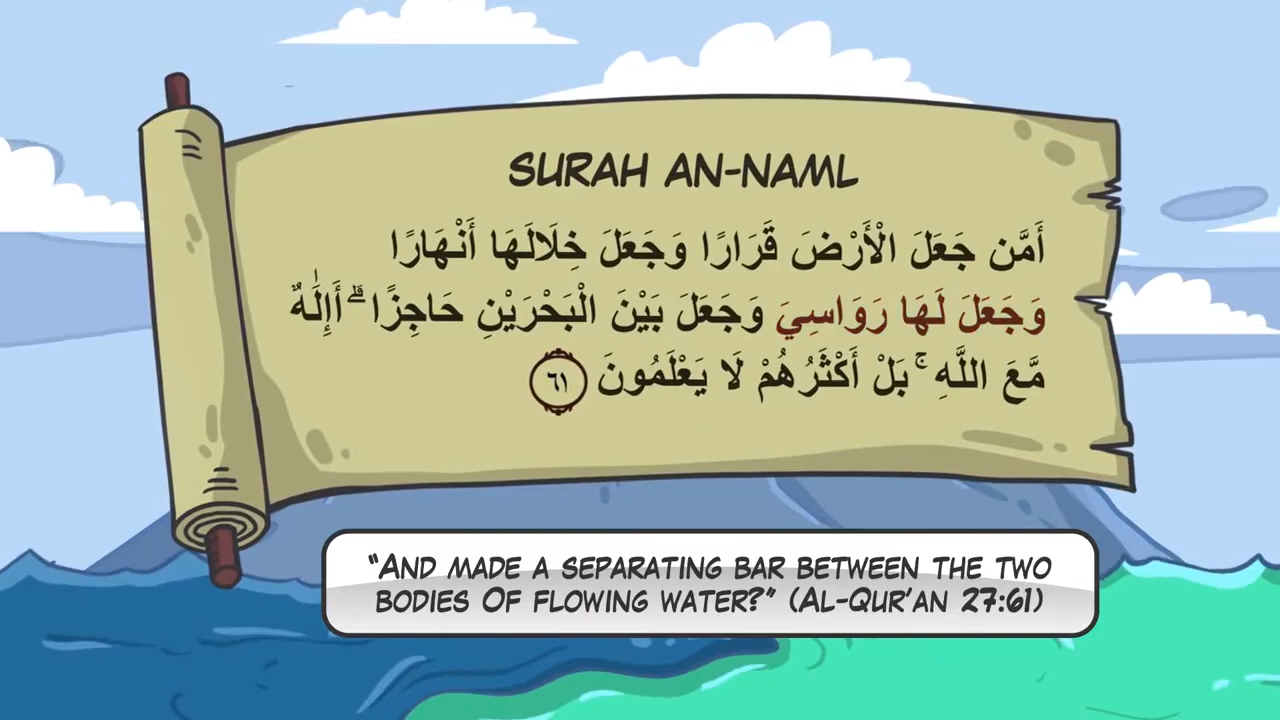 SURAH AN-NAML
أَمَّن جَعَلَ الْأَرْضَ قَرَارًا وَجَعَلَ خِلَالَهَا أَنْهَارًا
وَجَعَلَ لَهَا رَوَاسِيَ وَجَعَلَ بَيْنَ الْبَحْرَيْنِ حَاجِزًا ۗ أَإِلَٰهٌ
مَّعَ اللَّهِ ۚ بَلْ أَكْثَرُهُمْ لَا يَعْلَمُونَ ٦١
"AND MADE A SEPARATING BAR BETWEEN THE TWO
BODIES OF FLOWING WATER?" (AL-QUR'AN 27:61)